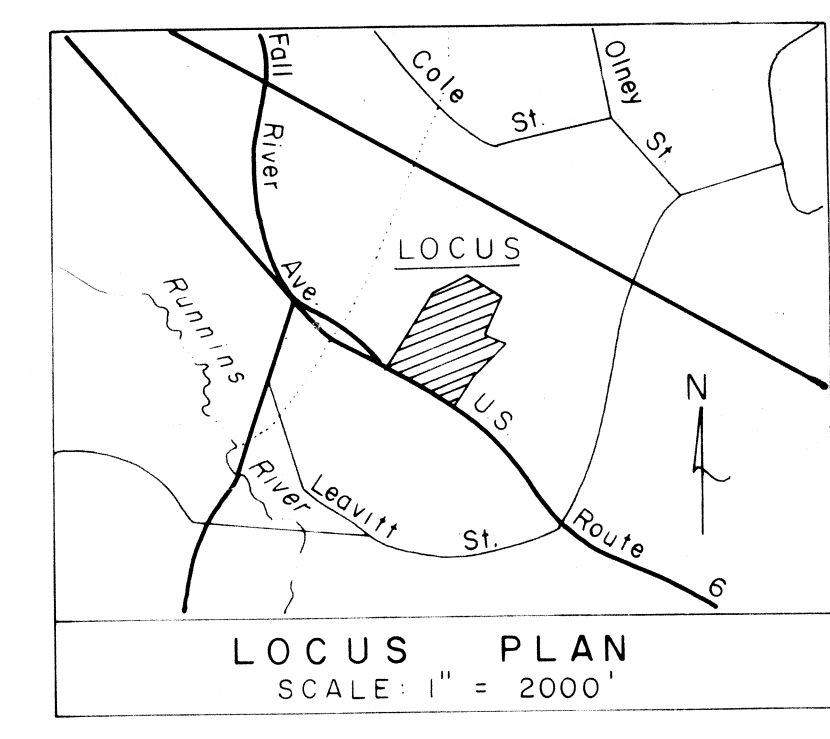 Fall River Ave.
Cole St.
Olney St.
LOCUS
Runnins River
U.S. Route 6
N
Leavitt St.
LOCUS PLAN
SCALE: 1" = 2000'